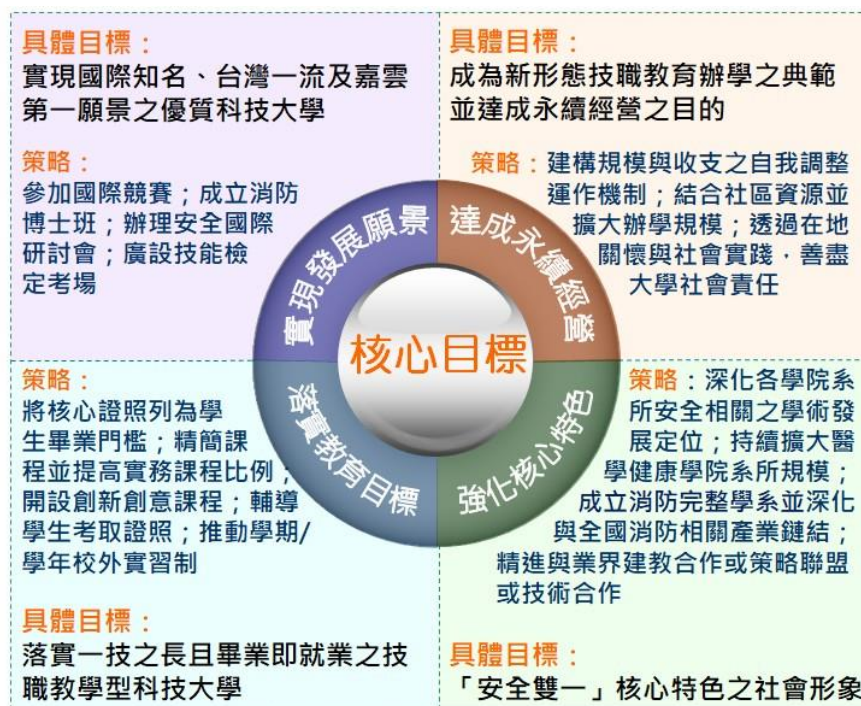 具體目標：
實現國際知名、台灣一流及嘉雲
第一願景之優質科技大學
策略：
參加國際競賽；成立消防
博士班；辦理安全國際
研討會；廣設技能檢
定考場
具體目標：
成為新形態技職教育辦學之典範
並達成永續經營之目的
策略：建構規模與收支之自我調整
運作機制；結合社區資源並
擴大辦學規模；透過在地
關懷與社會實踐，善盡
大學社會責任
實現發展願景
達成永續經營
核心目標
落實教育目標
強化核心特色
策略：
將核心證照列為學
生畢業門檻；精簡課
程並提高實務課程比例；
開設創新創意課程；輔導
學生考取證照；推動學期/
學年校外實習制
具體目標：
落實一技之長且畢業即就業之技
職教學型科技大學
策略：深化各學院系
所安全相關之學術發
展定位；持續擴大醫
學健康學院系所規模；
成立消防完整學系並深化
與全國消防相關產業鏈結；
精進與業界建教合作或策略聯盟
或技術合作
具體目標：
「安全雙一」核心特色之社會形象